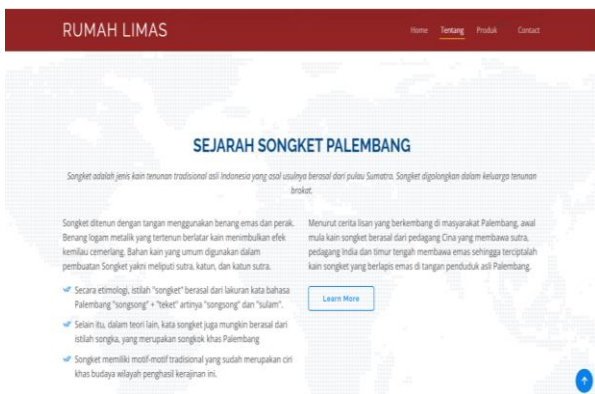 RUMAH LIMAS
Home Tentang Produk Contact
SEJARAH SONGKET PALEMBANG
Songket adalah jenis kain tenunan tradisional asli Indonesia yang asal usulnya berasal dari pulau Sumatra. Songket digolongkan dalam keluarga tenunan
brokat.
Songket ditenun dengan tangan menggunakan benang emas dan perak.
Benang logam metalik yang tertenun berlatar kain menimbulkan efek
kemilau cemerlang. Bahan kain yang umum digunakan dalam
pembuatan Songket yakni meliputi sutra, katun, dan katun sutra.
Secara etimologi, istilah "songket" berasal dari lakuran kata bahasa
Palembang "songsong" + "teket" artinya "songsong" dan "sulam".
Selain itu, dalam teori lain, kata songket juga mungkin berasal dari
istilah songka, yang merupakan songkok khas Palembang
Songket memiliki motif-motif tradisional yang sudah merupakan ciri
khas budaya wilayah penghasil kerajinan ini.
Menurut cerita lisan yang berkembang di masyarakat Palembang, awal
mula kain songket berasal dari pedagang Cina yang membawa sutra,
pedagang India dan timur tengah membawa emas sehingga terciptalah
kain songket yang berlapis emas di tangan penduduk asli Palembang.
Learn More